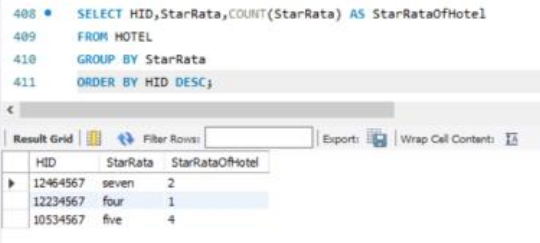 408 SELECT HID,StarRata,COUNT(StarRata) AS StarRataOfHotel
409 FROM HOTEL
410 GROUP BY StarRata
411 ORDER BY HID DESC;
Result Grid Filter Rows: Export: Wrap Cell Content: IA
HID StarRata StarRataOfHotel
12464567 seven 2
12234567 four 1
10534567 five 4